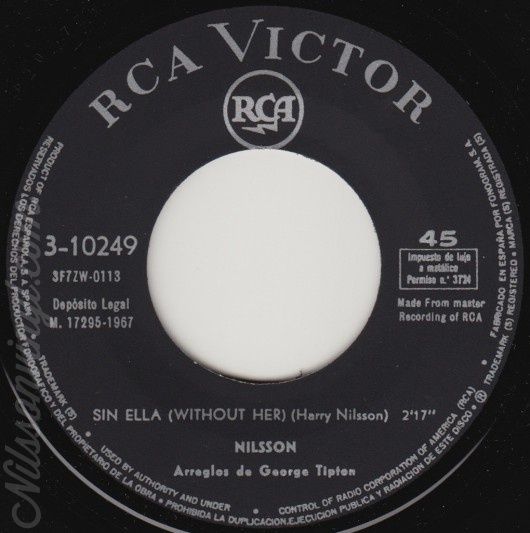 RCA VICTOR
RCA
3-10249
3F7ZW-0113
Depósito Legal
M. 17295-1967
45
Impuesto de lujo
a metálico
Permiso n.° 3724
Made From master
Recording of RCA
SIN ELLA (WITHOUT HER) (Harry Nilsson) 2'17"
NILSSON
Arreglos de George Tipton
PRODUCT OF RCA ESPAÑOLA S A SPAIN
TRADEMARK (S)
USED BY AUTHORITY AND UNDER
CONTROL OF RADIO CORPORATION OF AMERICA (RCA)
RESERVADOS LOS DERECHOS DEL PRODUCTOR FONOGRAFICO Y DEL PROPIETARIO DE LA OBRA • PROHIBIDA LA DUPLICACION, EJECUCION PUBLICA Y RADIACION DE ESTE DISCO •
TRADEMARK (S) REGISTERED • MARCA (S) REGISTRADA (S)
FABRICADO EN ESPAÑA POR FONOGRAM, S A
Nilssonvinyl.com